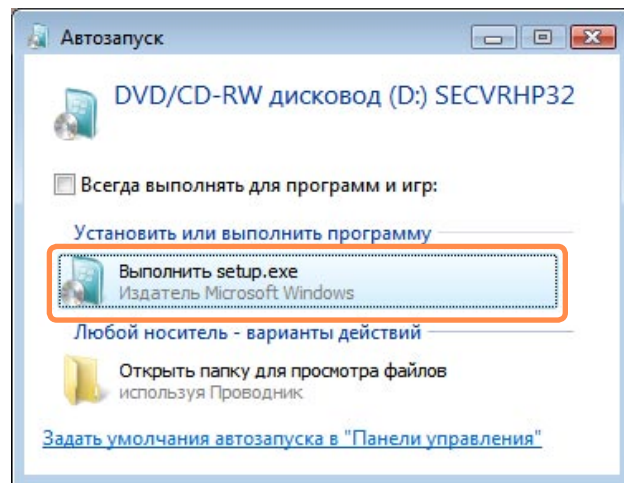 Автозапуск
DVD/CD-RW дисковод (D:) SECVRHP32
Всегда выполнять для программ и игр:
Установить или выполнить программу
Выполнить setup.exe
Издатель Microsoft Windows
Любой носитель - варианты действий
Открыть папку для просмотра файлов
используя Проводник
Задать умолчания автозапуска в "Панели управления"